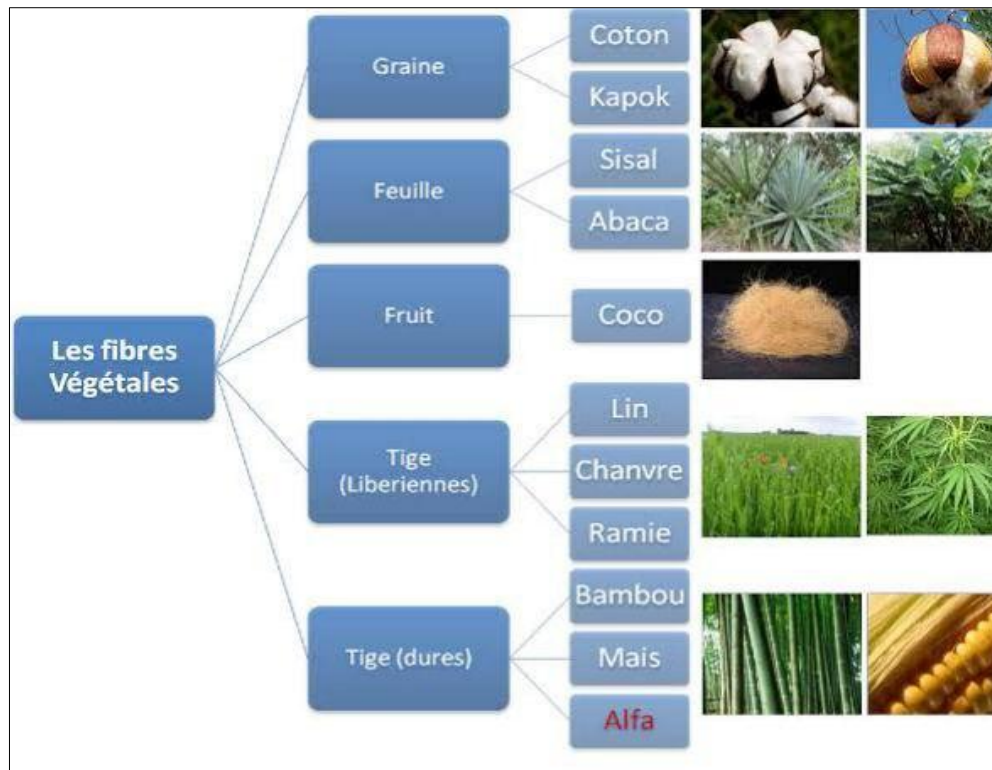 Les fibres
Végétales
Graine
Coton
Kapok
Feuille
Sisal
Abaca
Fruit
Coco
Tige
(Liberiennes)
Lin
Chanvre
Ramie
Tige (dures)
Bambou
Mais
Alfa